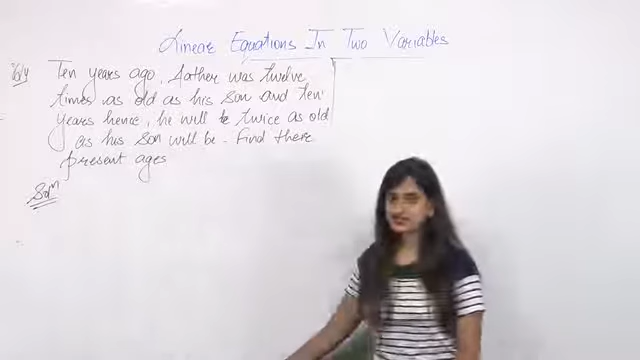 Linear Equations In Two Variables
Ten years ago, father was twelve
times as old as his son and ten
years hence, he will be twice as old
as his son will be. Find there
present ages
Solⁿ